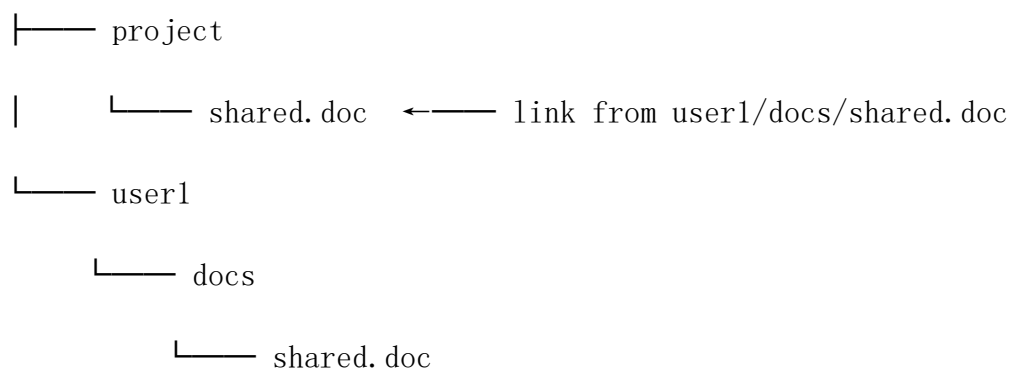 ├── project
│ └── shared.doc ←── link from user1/docs/shared.doc
└── user1
└── docs
└── shared.doc